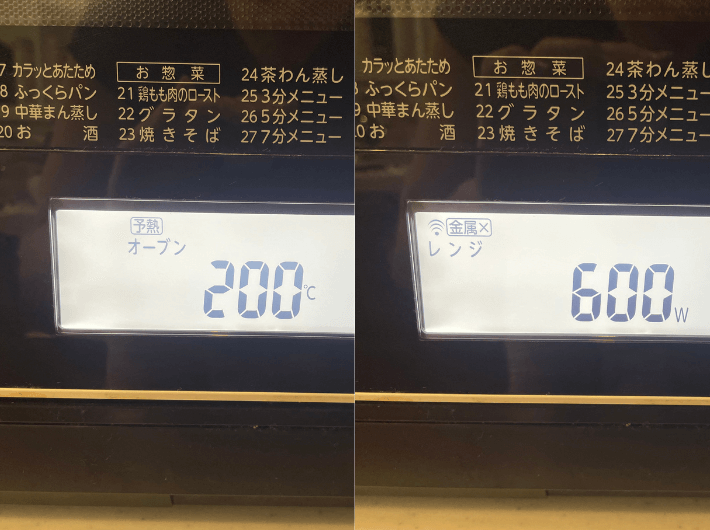 7 カラッとあたため
8 ふっくらパン
9 中華まん蒸し
20 お 酒
お惣菜
21 鶏もも肉のロースト
22 グラタン
23 焼きそば
24 茶わん蒸し
25 3分メニュー
26 5分メニュー
27 7分メニュー
予熱
オーブン
200℃
カラッとあたため
8 ふっくらパン
9 中華まん蒸し
20 お 酒
お惣菜
21 鶏もも肉のロースト
22 グラタン
23 焼きそば
24 茶わん蒸し
25 3分メニュー
26 5分メニュー
27 7分メニュー
金属×
レンジ
600W